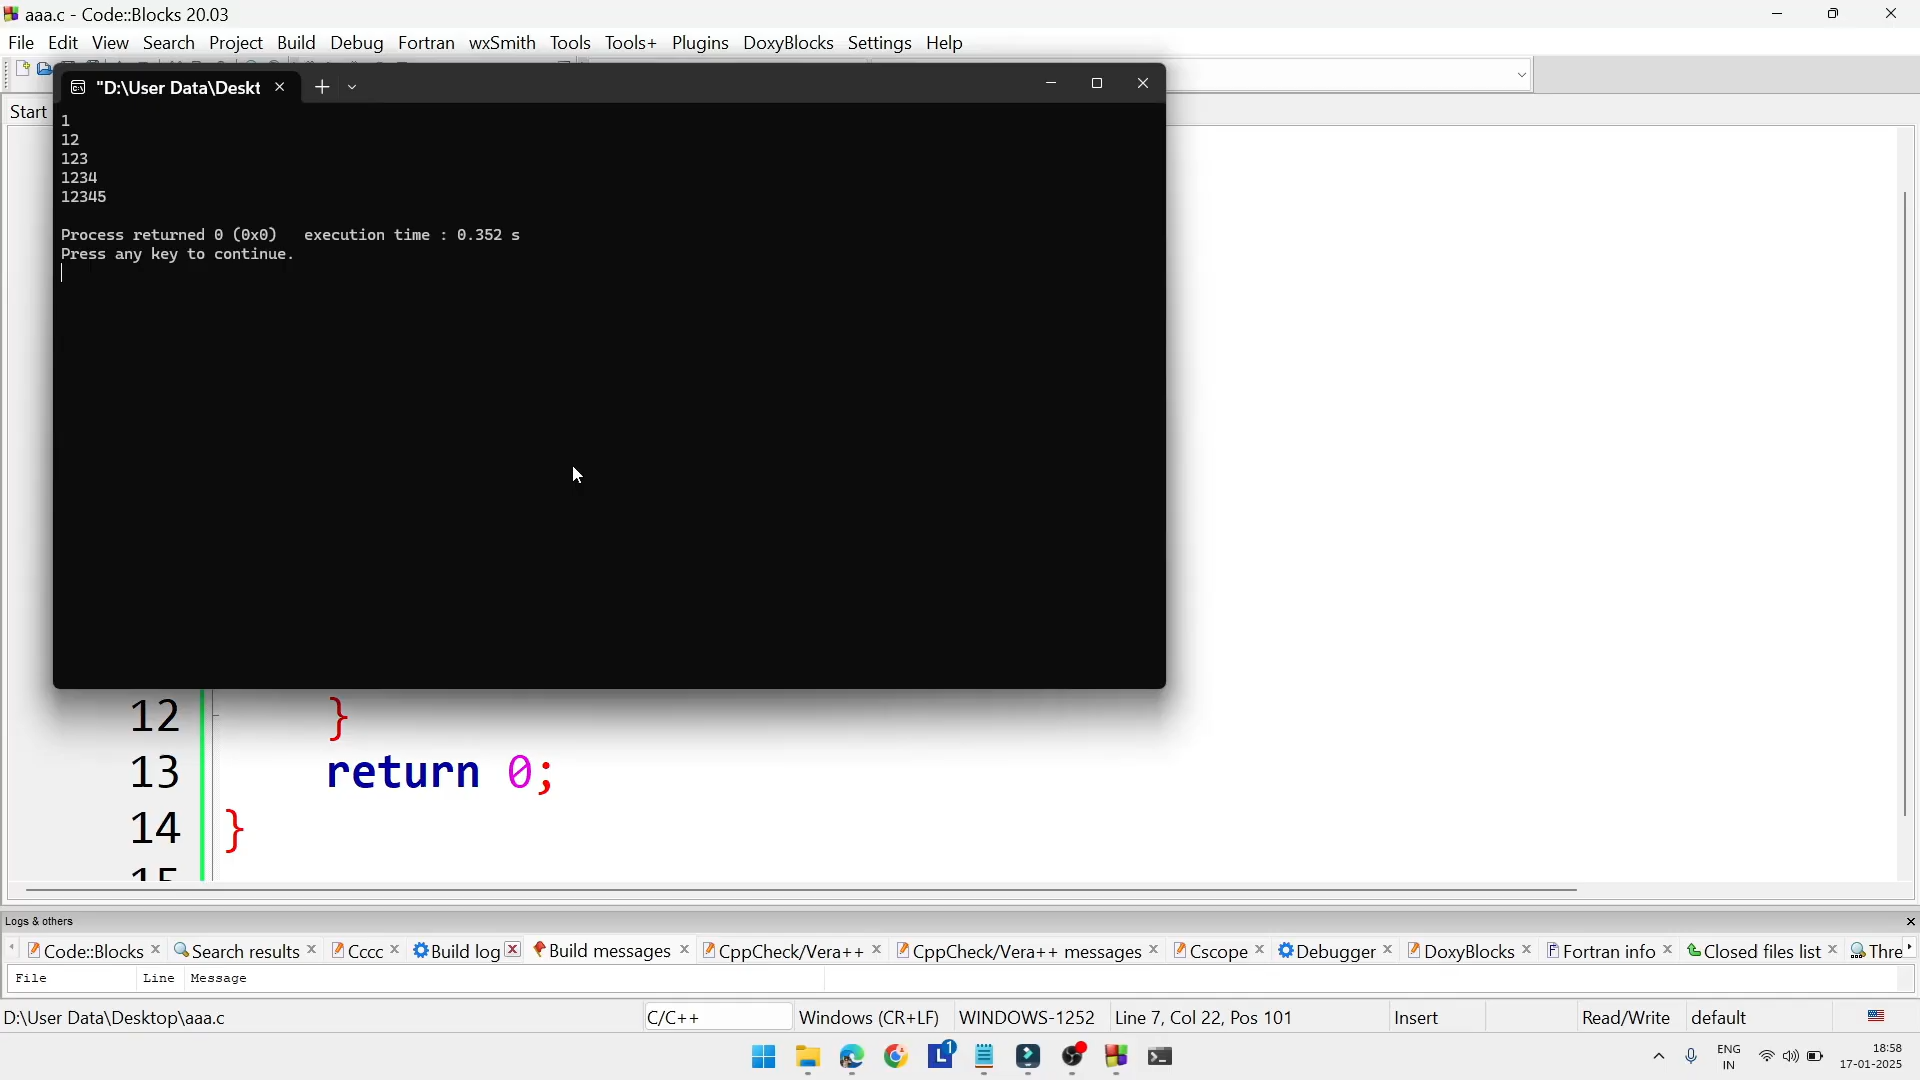 aaa.c - Code::Blocks 20.03
File Edit View Search Project Build Debug Fortran wxSmith Tools Tools+ Plugins DoxyBlocks Settings Help
"D:\User Data\Deskt
Start
1
12
123
1234
12345
Process returned 0 (0x0)   execution time : 0.352 s
Press any key to continue.
12 }
13 return 0;
14 }
15
Logs & others
Code::Blocks Search results Cccc Build log Build messages CppCheck/Vera++ CppCheck/Vera++ messages Cscope Debugger DoxyBlocks Fortran info Closed files list Thre
File Line Message
D:\User Data\Desktop\aaa.c C/C++ Windows (CR+LF) WINDOWS-1252 Line 7, Col 22, Pos 101 Insert Read/Write default
1
ENG
IN
18:58
17-01-2025